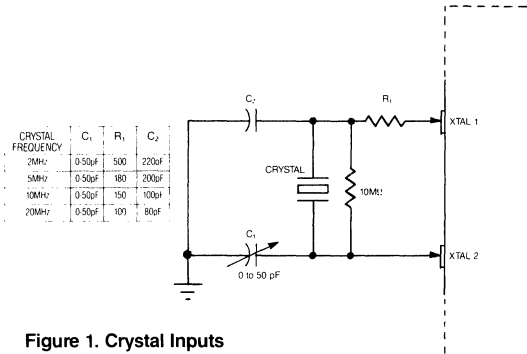 C₂
R₁
XTAL 1
CRYSTAL FREQUENCY C₁ R₁ C₂
2MHz 0-50pF 500 220pF
5MHz 0-50pF 180 200pF
10MHz 0-50pF 150 100pF
20MHz 0-50pF 100 80pF
CRYSTAL
10MΩ
C₁
0 to 50 pF
XTAL 2
Figure 1. Crystal Inputs